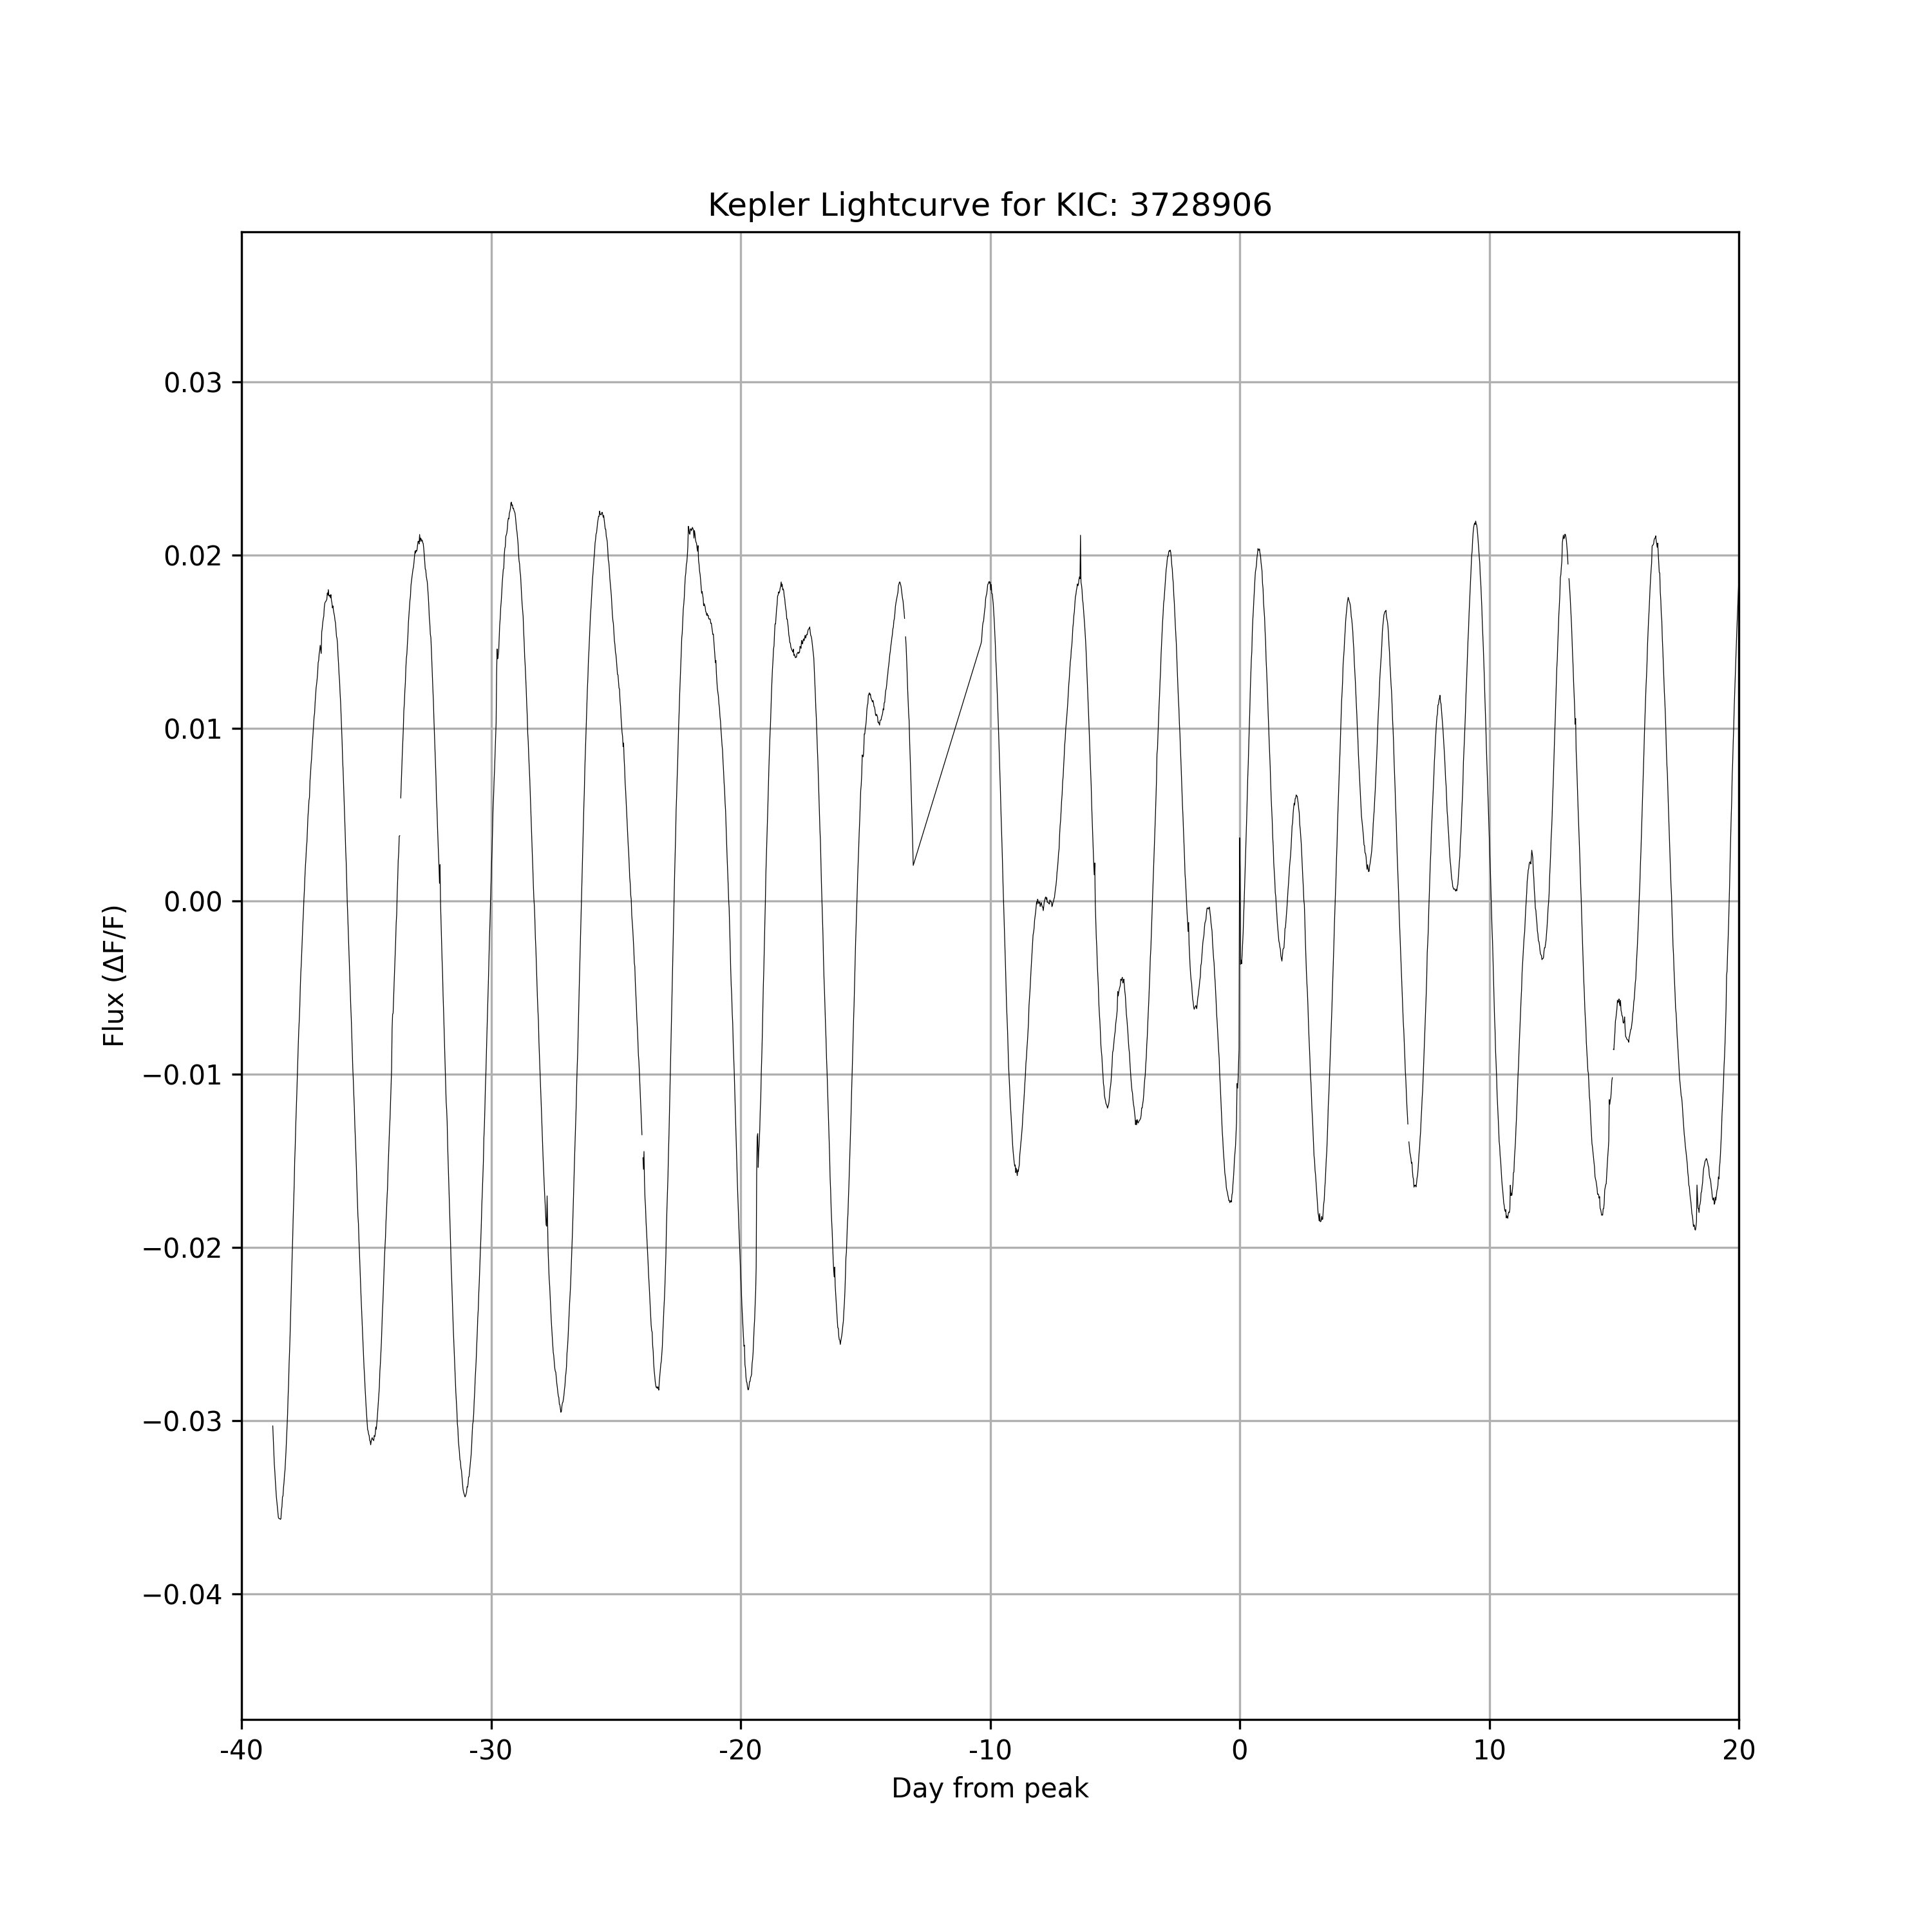 Kepler Lightcurve for KIC: 3728906
Flux (ΔF/F)
0.03
0.02
0.01
0.00
−0.01
−0.02
−0.03
−0.04
-40 -30 -20 -10 0 10 20
Day from peak